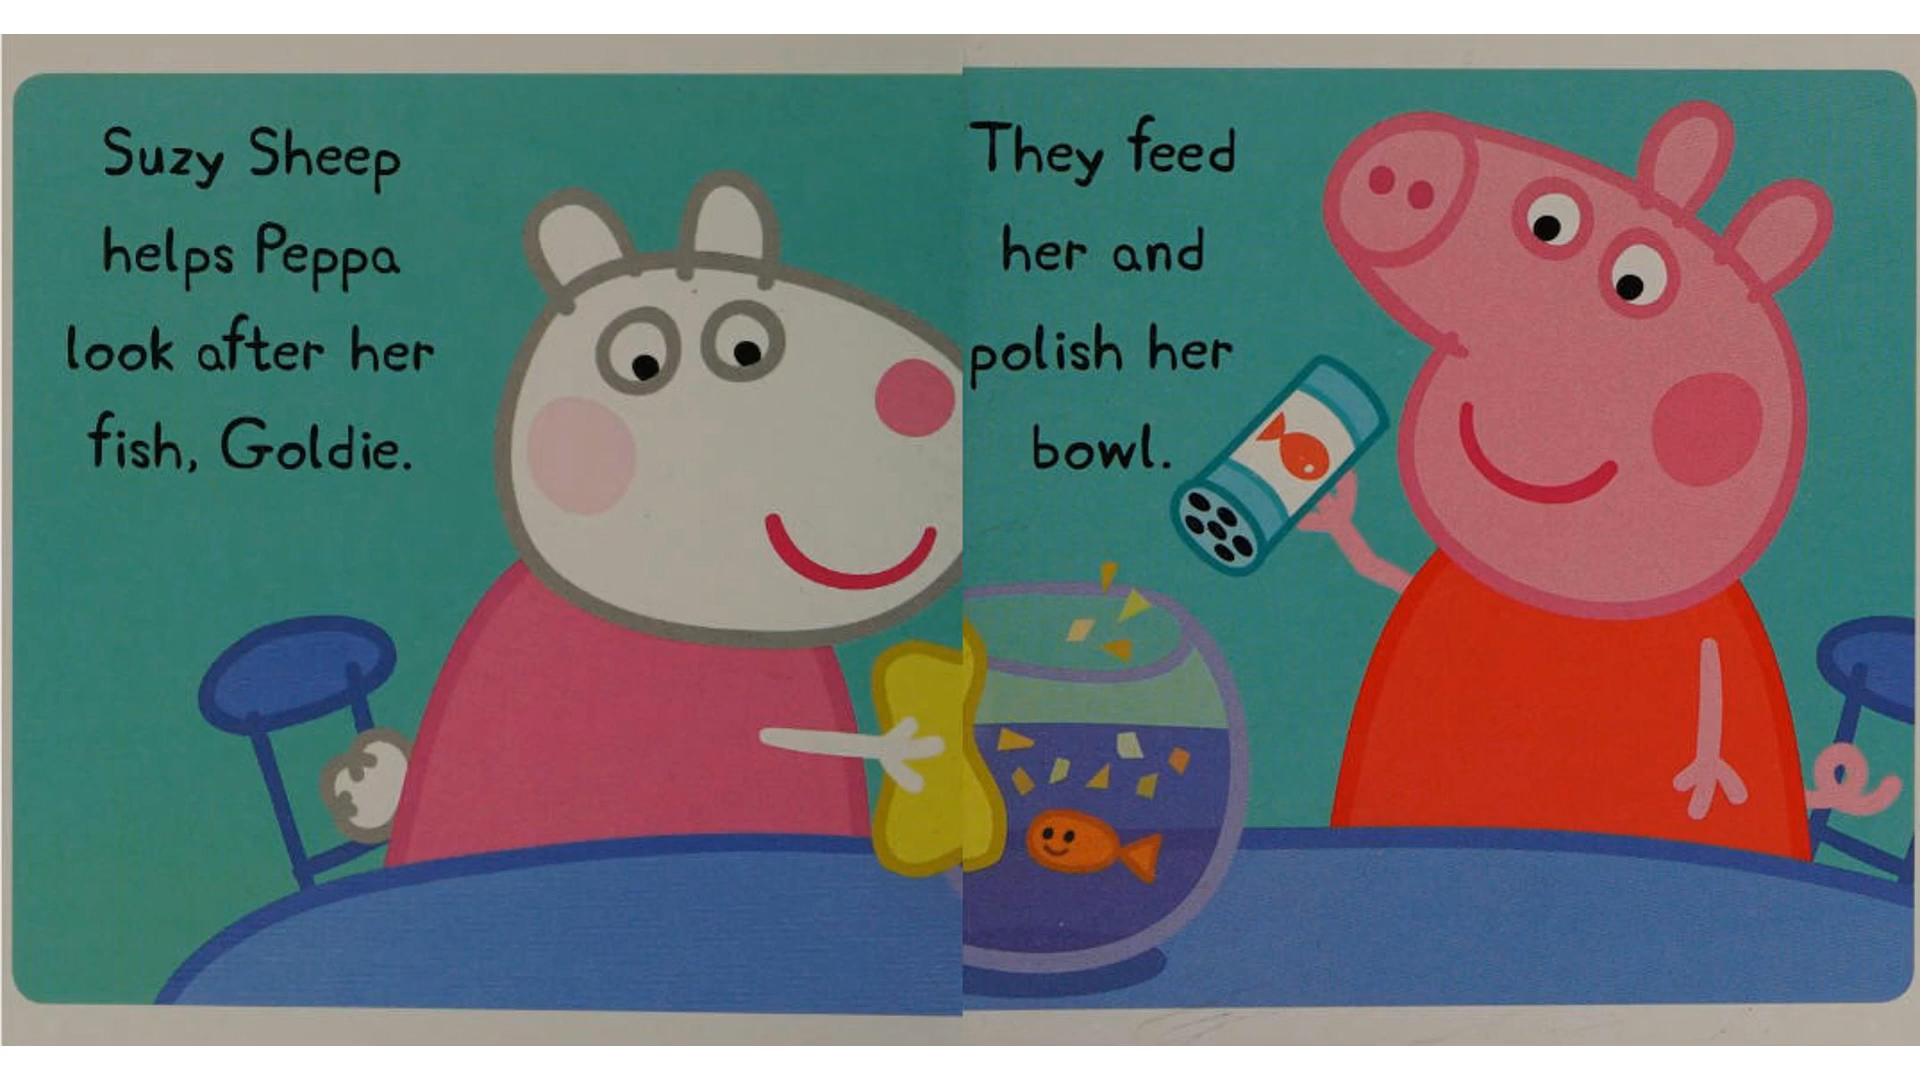 Suzy Sheep
helps Peppa
look after her
fish, Goldie.
They feed
her and
polish her
bowl.